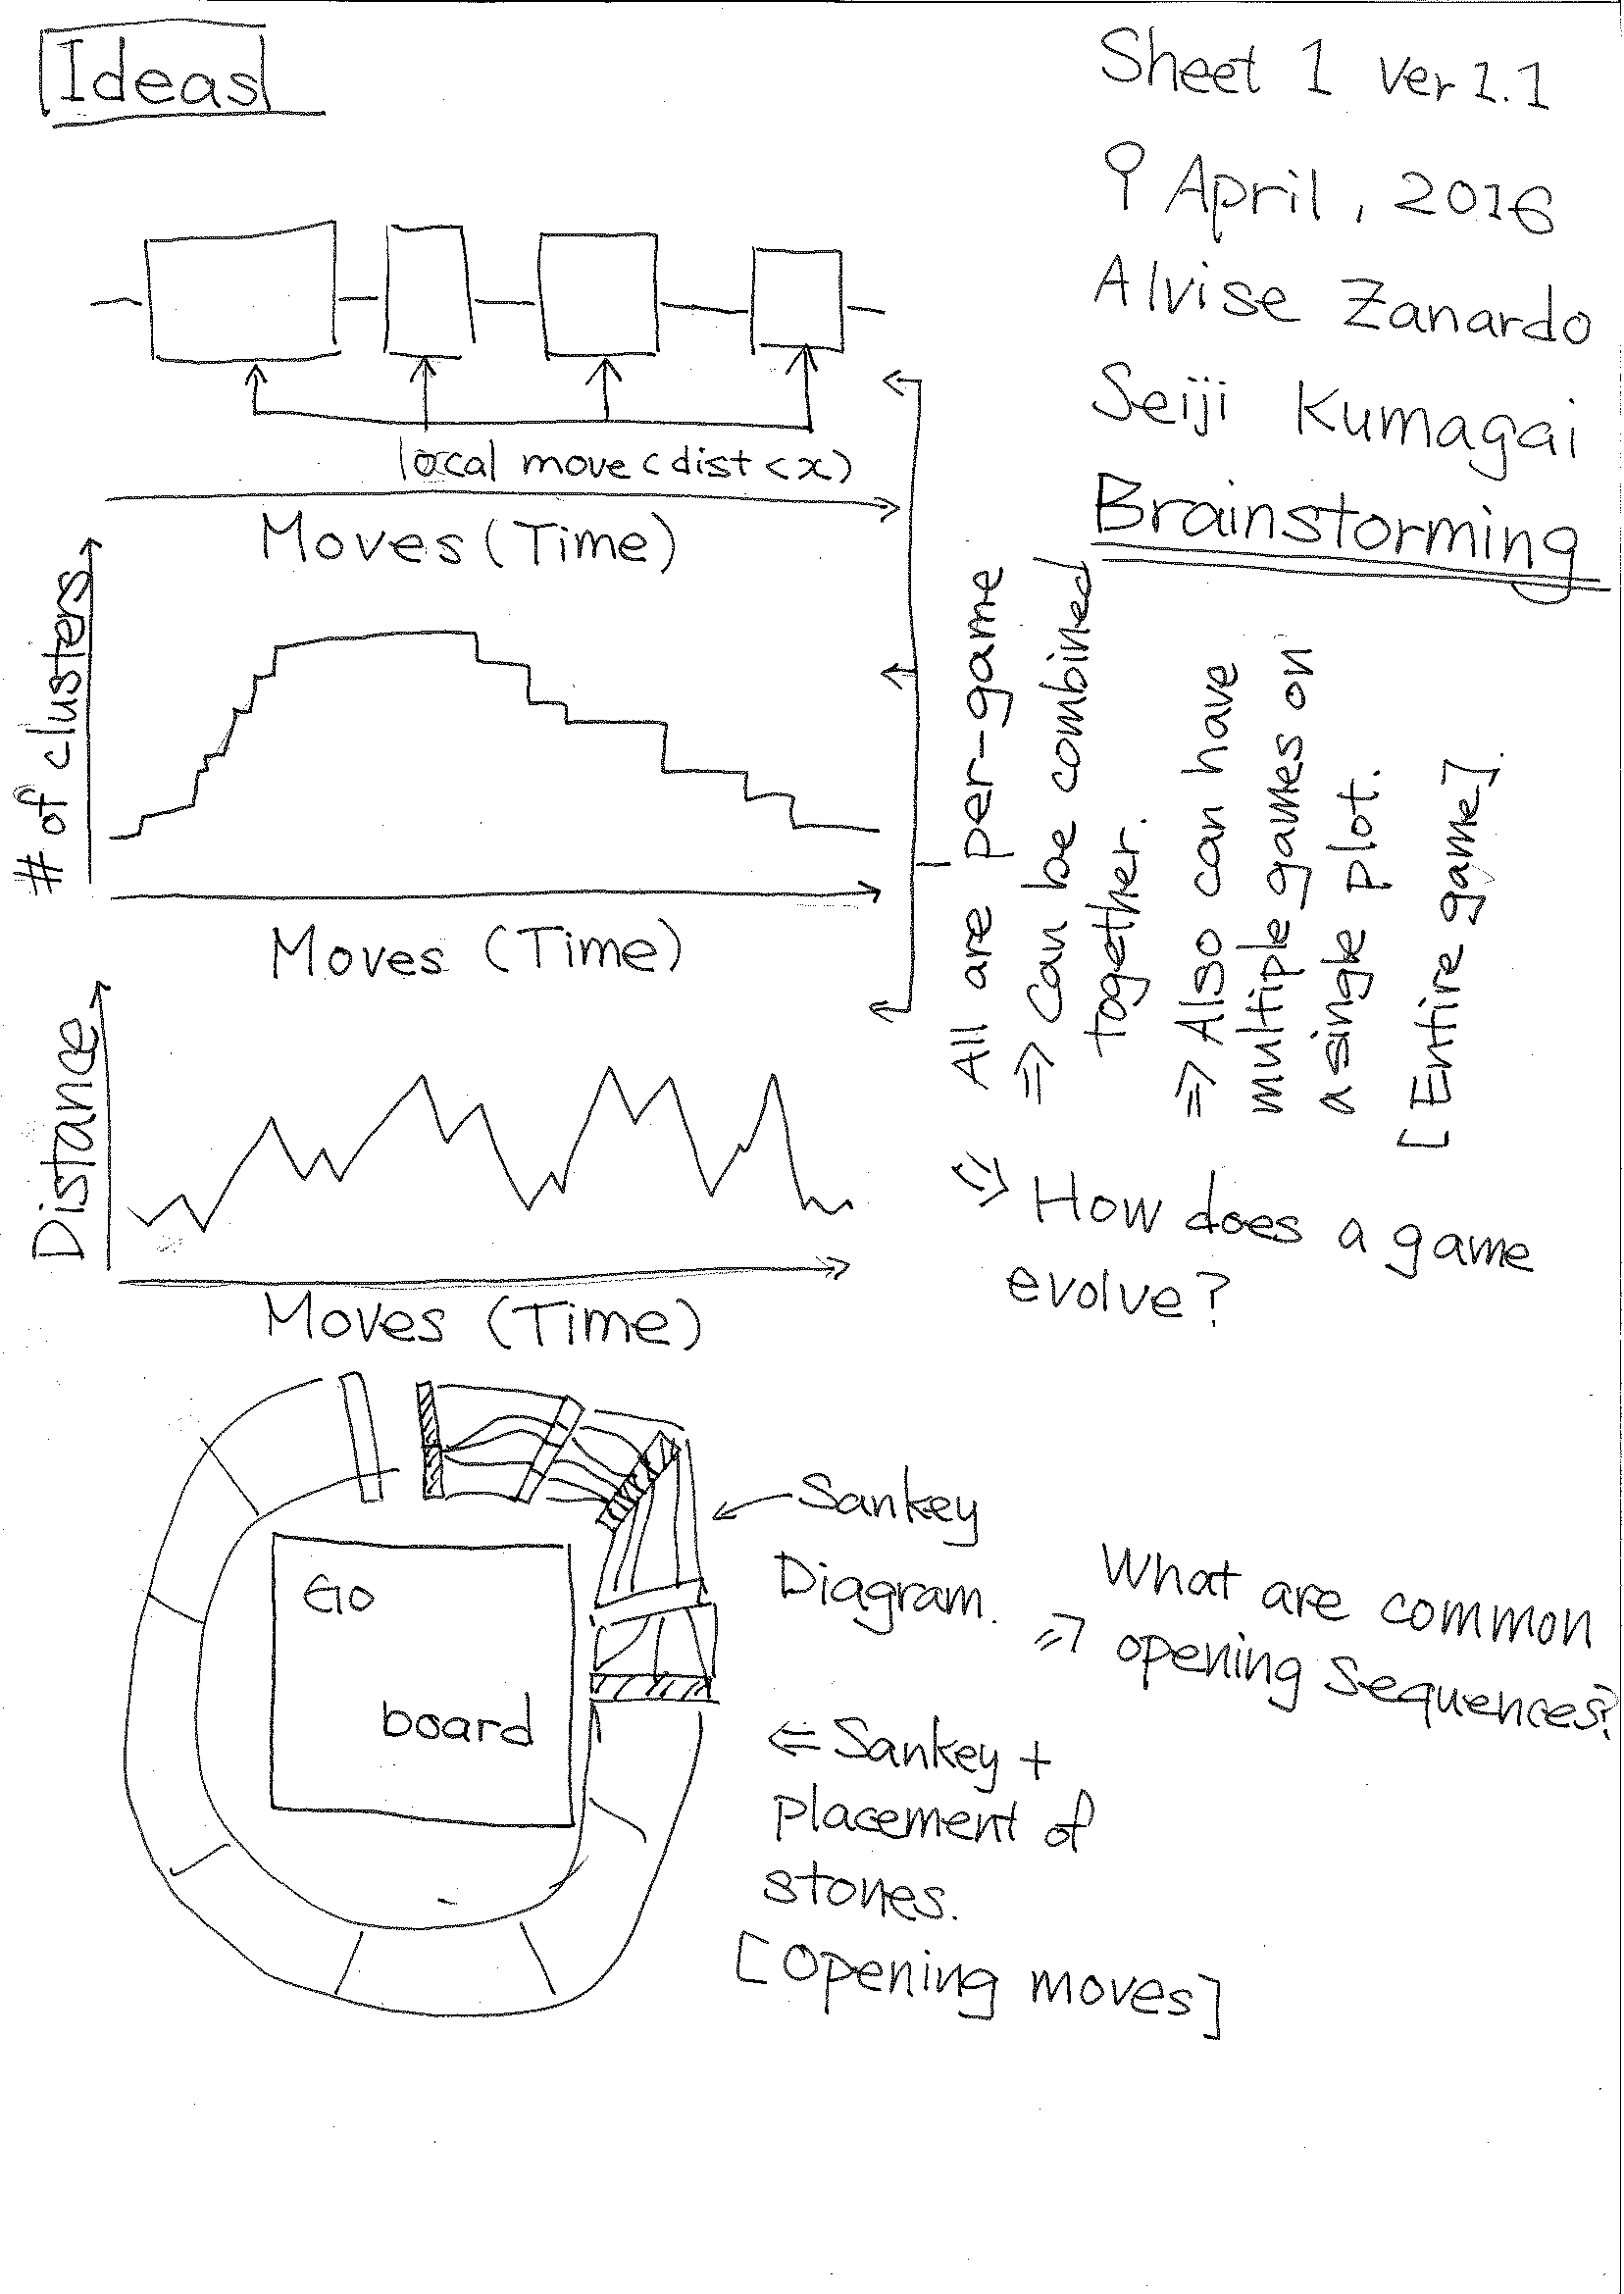 Ideas
Sheet 1 Ver 1.1
9 April, 2016
Alvise Zanardo
Seiji Kumagai
Brainstorming
local move (dist < x)
Moves (Time)
# of clusters
Moves (Time)
Distance
Moves (Time)
All are per-game
⇒ Can be combined
together.
⇒ Also can have
multiple games on
a single plot.
[Entire game].
⇒ How does a game
evolve?
Go
board
Sankey
Diagram.
⇒ What are common
opening sequences?
⇐ Sankey +
placement of
stones.
[Opening moves]